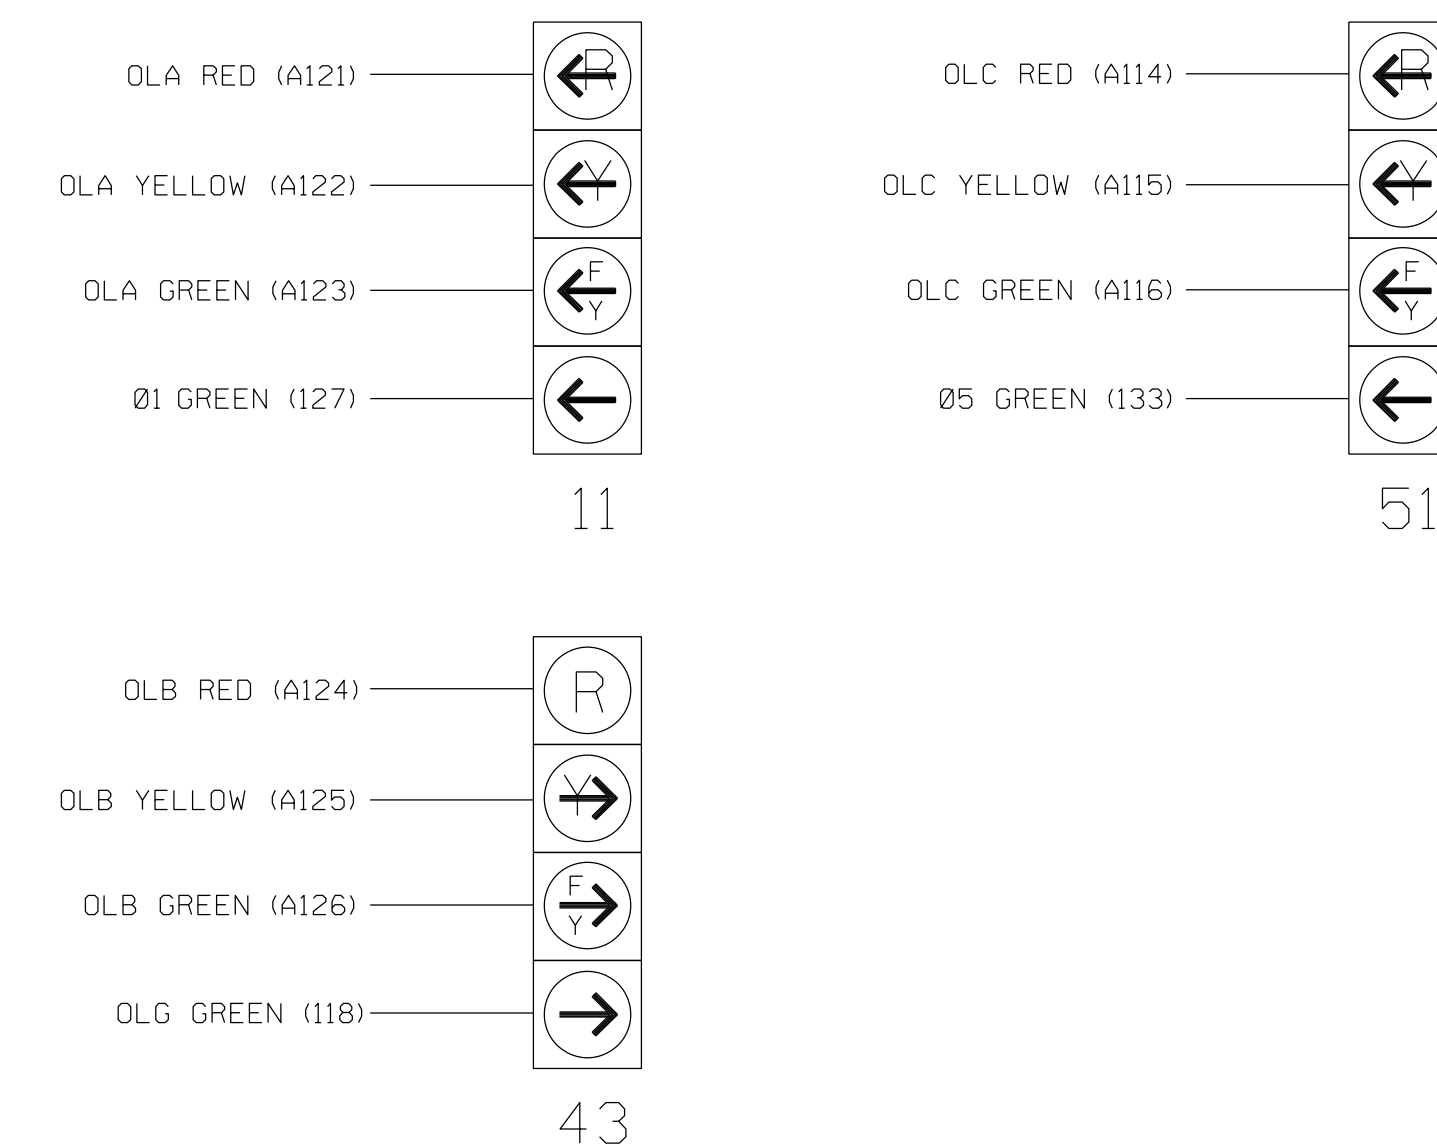 OLA RED (A121)
R
OLA YELLOW (A122)
Y
OLA GREEN (A123)
F
Y
Ø1 GREEN (127)
11
OLC RED (A114)
R
OLC YELLOW (A115)
Y
OLC GREEN (A116)
F
Y
Ø5 GREEN (133)
51
OLB RED (A124)
R
OLB YELLOW (A125)
Y
OLB GREEN (A126)
F
Y
OLG GREEN (118)
43